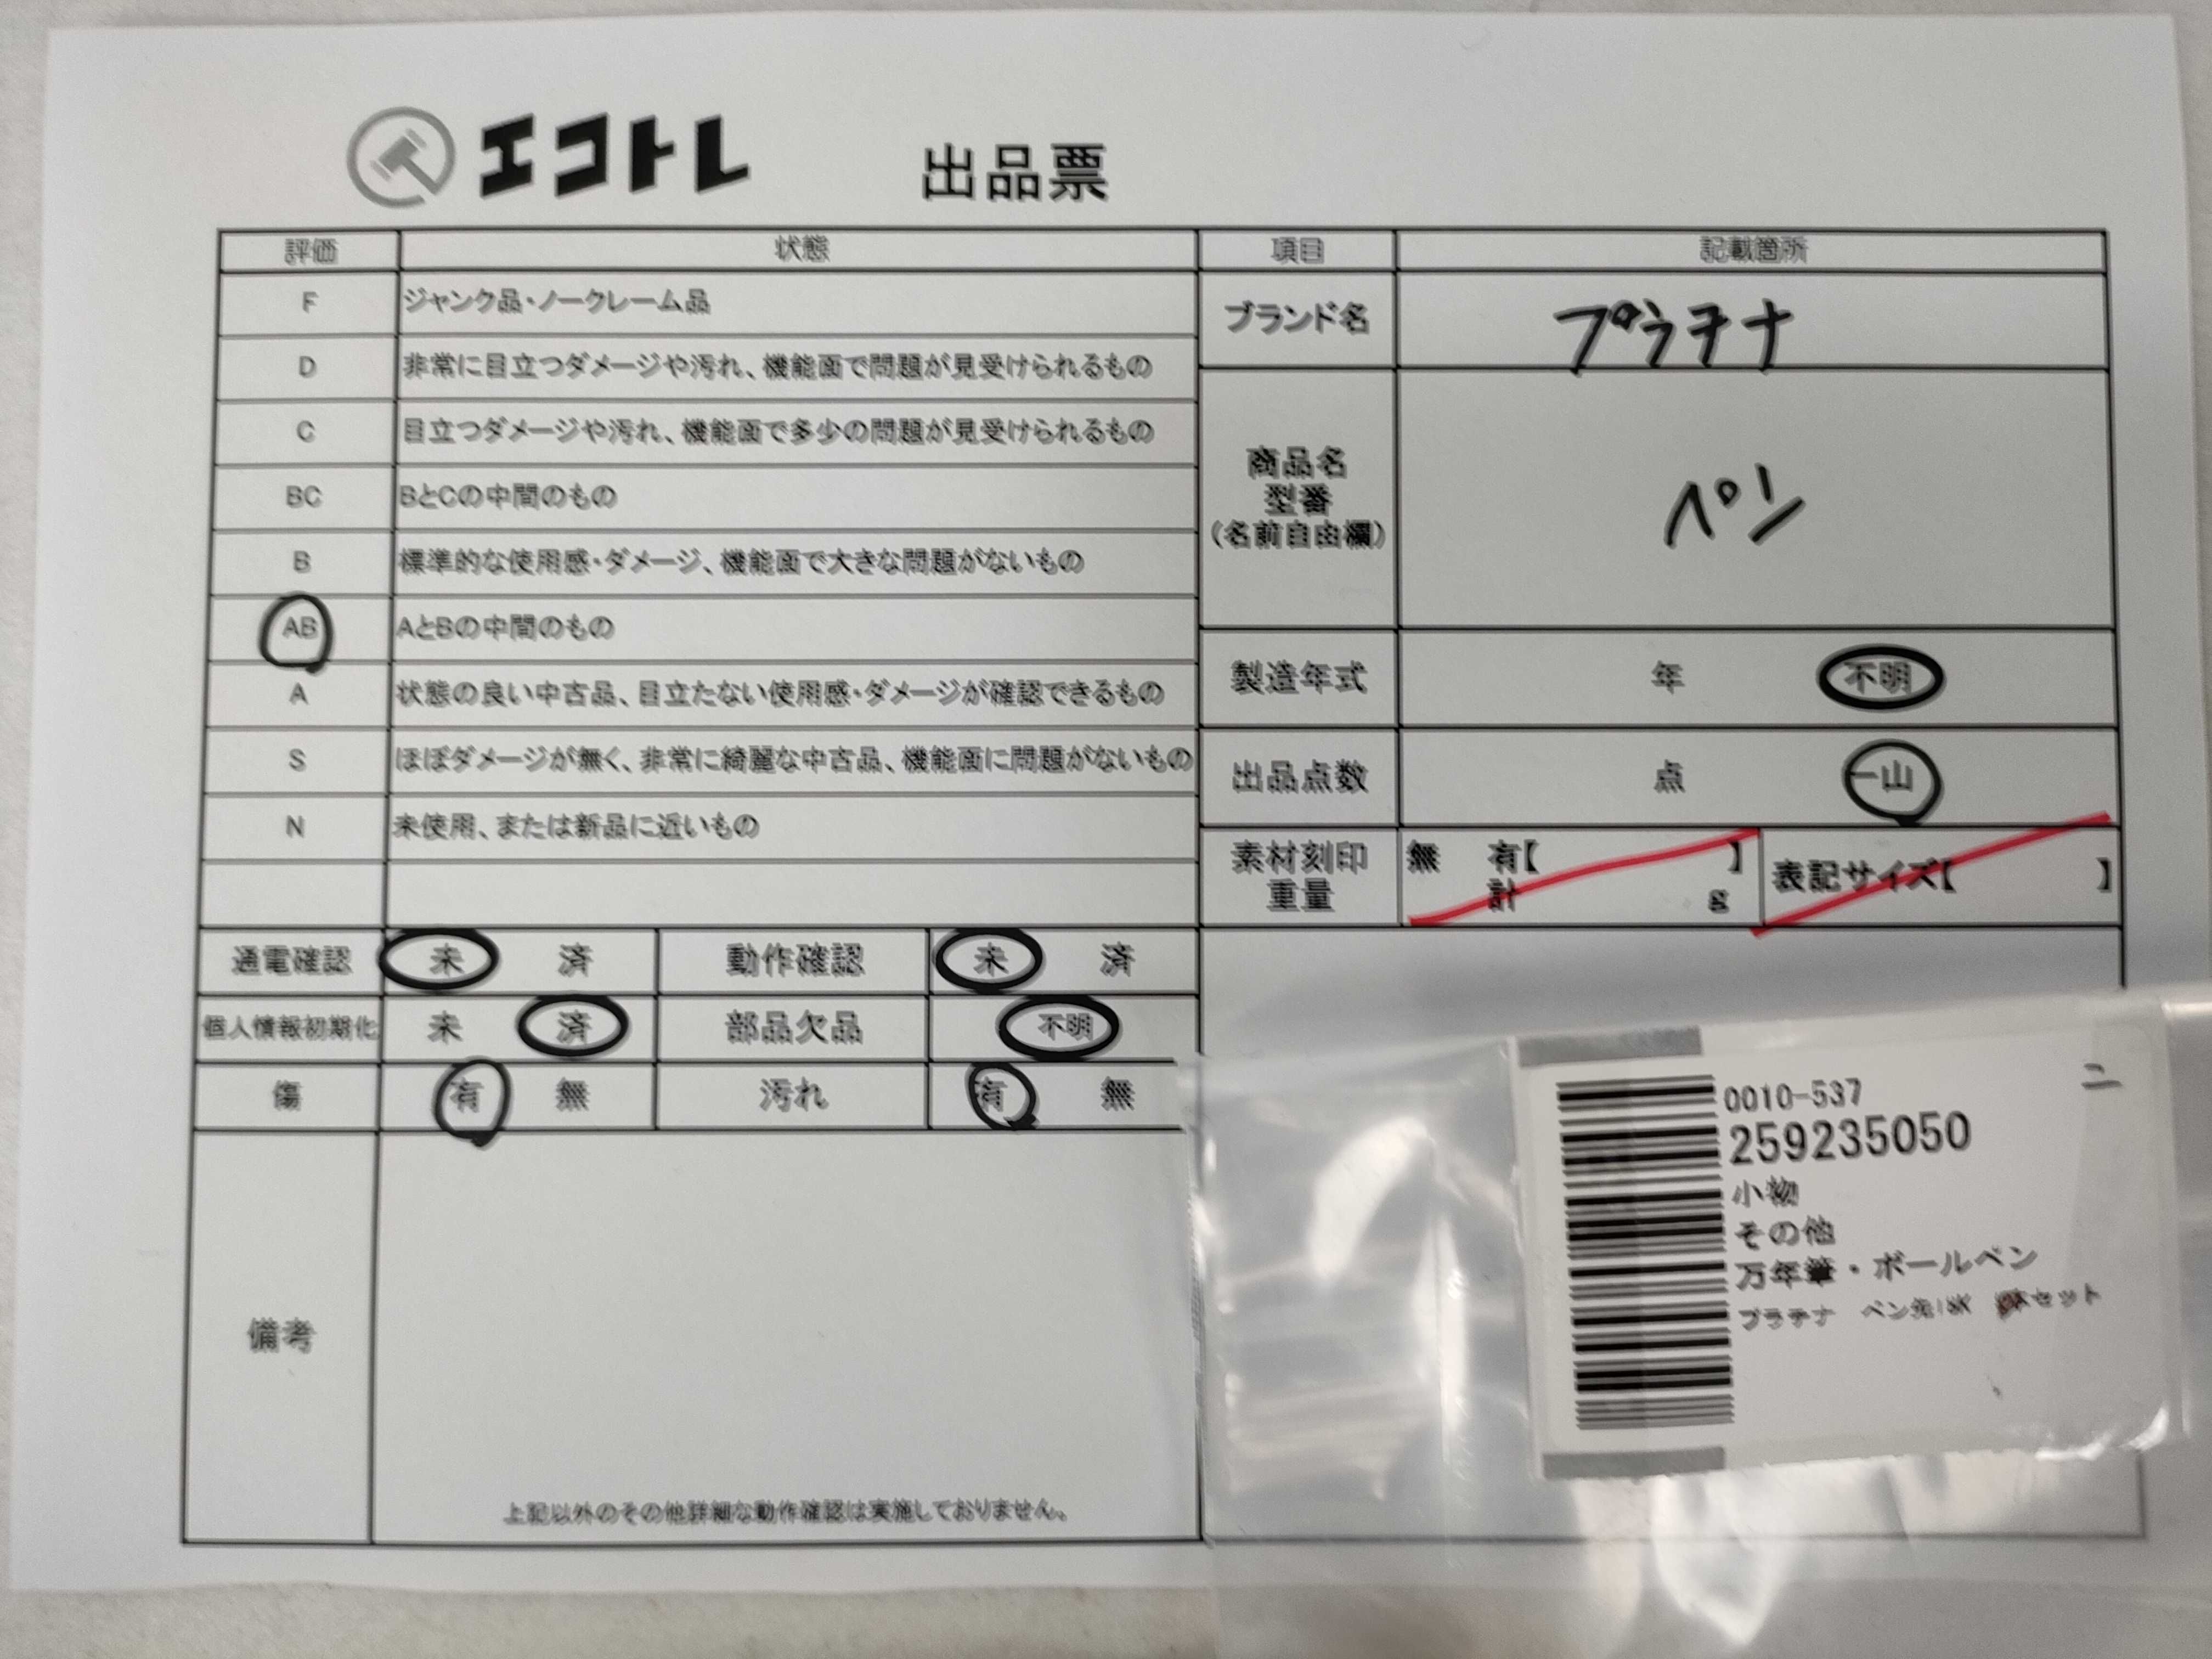 エコトレ 出品票
評価 状態
F ジャンク品・ノークレーム品
D 非常に目立つダメージや汚れ、機能面で問題が見受けられるもの
C 目立つダメージや汚れ、機能面で多少の問題が見受けられるもの
BC BとCの中間のもの
B 標準的な使用感・ダメージ、機能面で大きな問題がないもの
AB AとBの中間のもの
A 状態の良い中古品、目立たない使用感・ダメージが確認できるもの
S ほぼダメージが無く、非常に綺麗な中古品、機能面に問題がないもの
N 未使用、または新品に近いもの
通電確認 未 済 動作確認 未 済
個人情報初期化 未 済 部品欠品 不明
傷 有 無 汚れ 有 無
備考
上記以外のその他詳細な動作確認は実施しておりません。
項目 記載箇所
ブランド名 プラチナ
商品名
型番
(名前自由欄)
ペン
製造年式 年 不明
出品点数 点 一山
素材刻印
重量
無 有【 】
計 g
表記サイズ【 】
ニ
0010-537
259235050
小物
その他
万年筆・ボールペン
プラチナ ペン セット